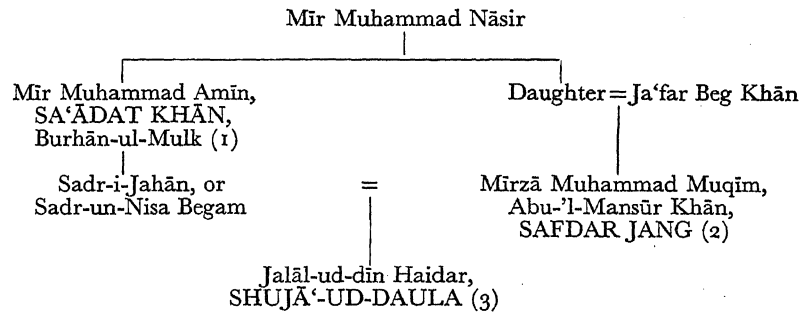 Mīr Muhammad Nāsir
Mīr Muhammad Amīn,
SA‘ĀDAT KHĀN,
Burhān-ul-Mulk (1)
Daughter=Ja‘far Beg Khān
Sadr-i-Jahān, or
Sadr-un-Nisa Begam
=
Mīrzā Muhammad Muqīm,
Abu-’l-Mansūr Khān,
SAFDAR JANG (2)
Jalāl-ud-dīn Haidar,
SHUJĀ‘-UD-DAULA (3)